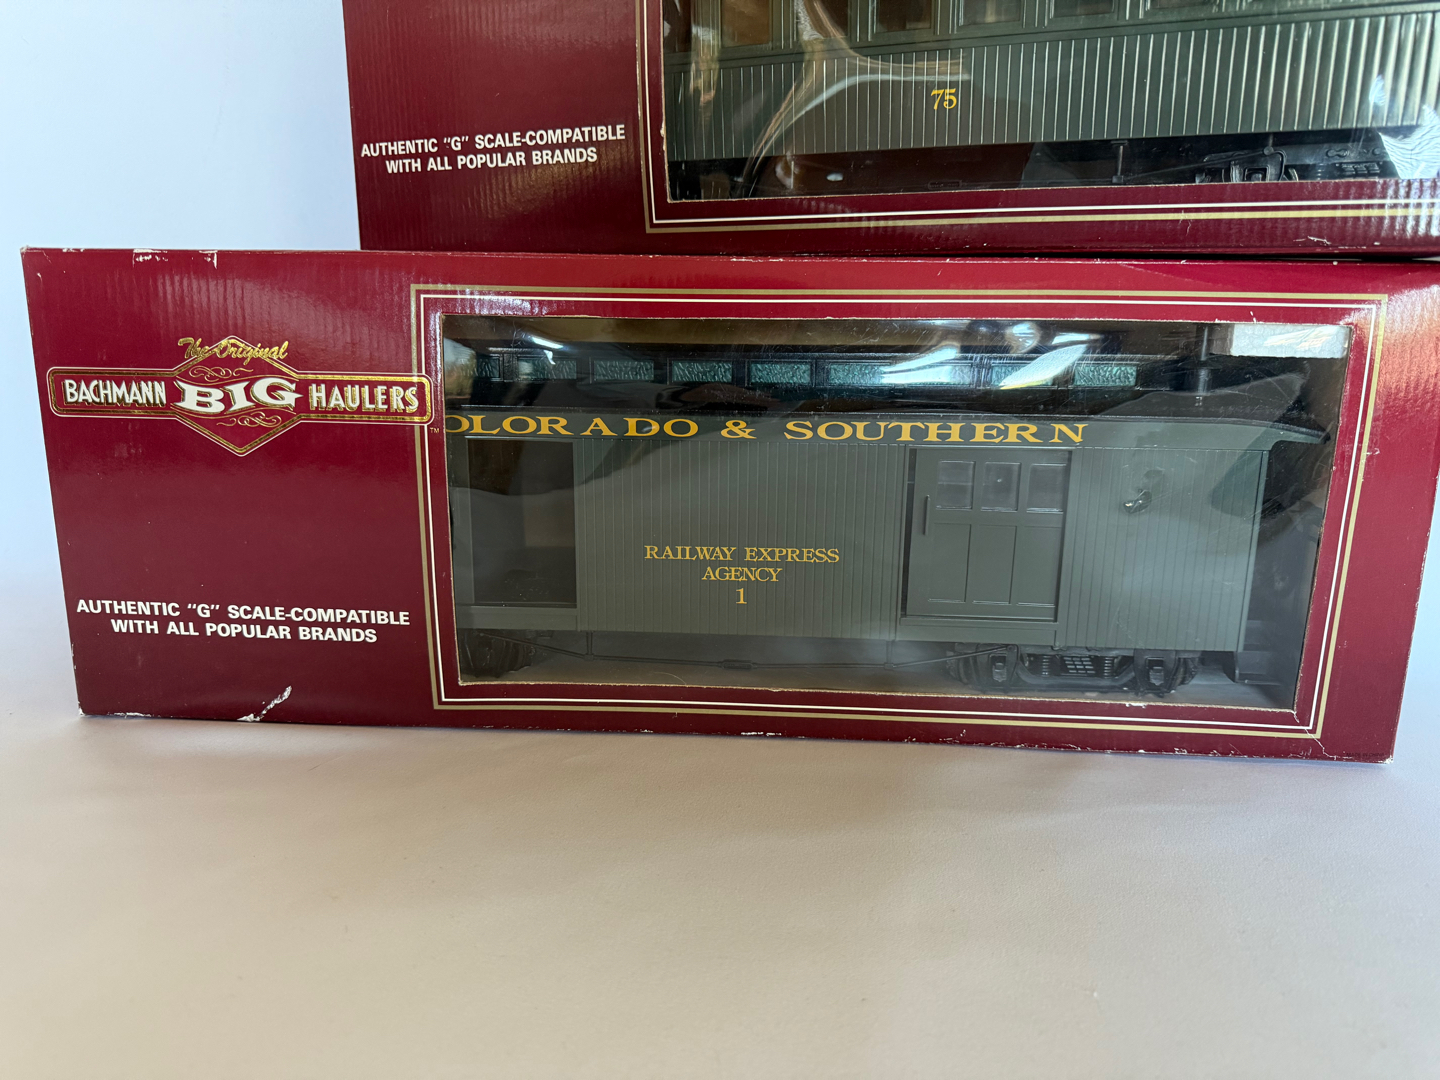 75
AUTHENTIC "G" SCALE-COMPATIBLE
WITH ALL POPULAR BRANDS
The Original
BACHMANN BIG HAULERS
TM
OLORADO & SOUTHERN
RAILWAY EXPRESS
AGENCY
1
AUTHENTIC "G" SCALE-COMPATIBLE
WITH ALL POPULAR BRANDS